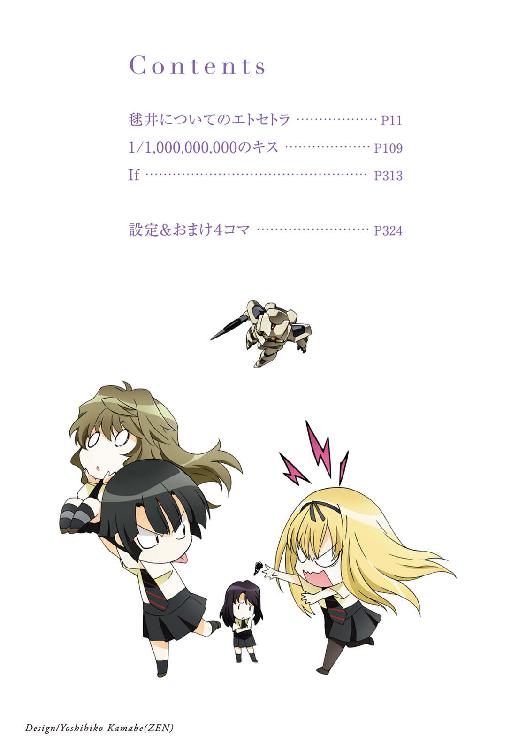 Contents
毬井についてのエトセトラ ……………… P11
1/1,000,000,000のキス ……………… P109
If ………………………………………… P313
設定＆おまけ4コマ …………………… P324
Design/Yoshihiko Kamabe(ZEN)